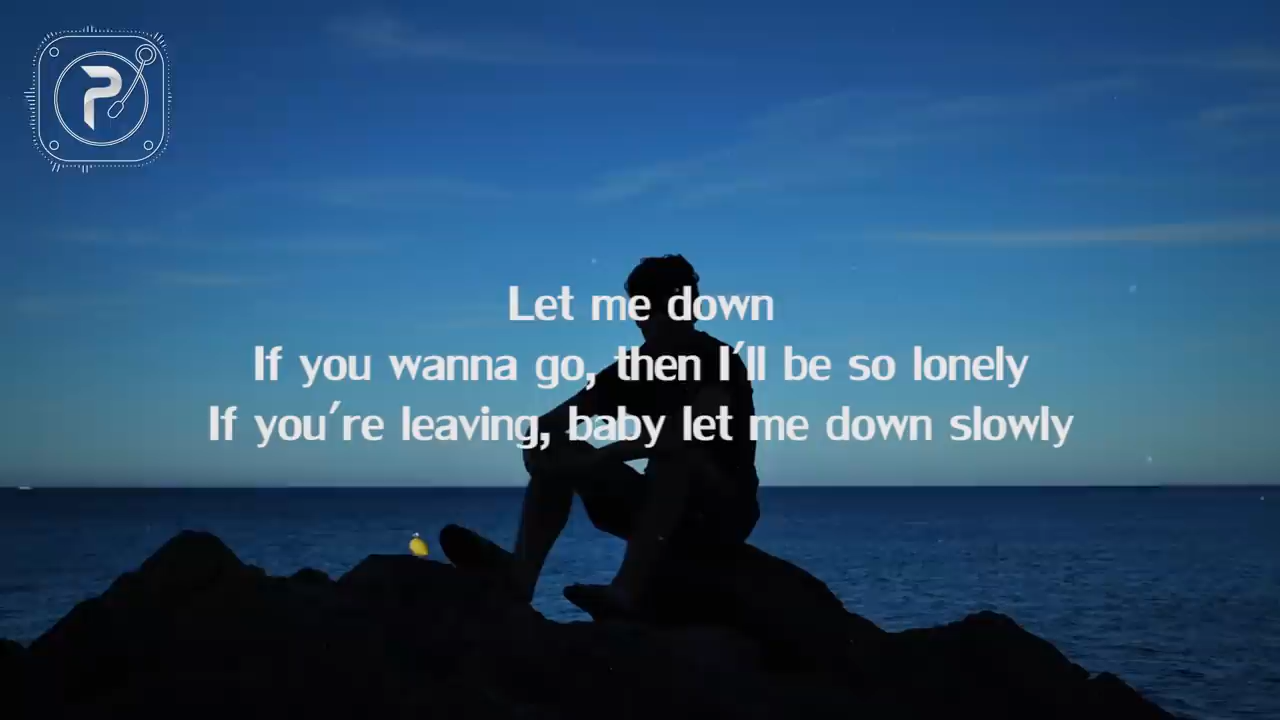 Let me down
If you wanna go, then I'll be so lonely
If you're leaving, baby let me down slowly